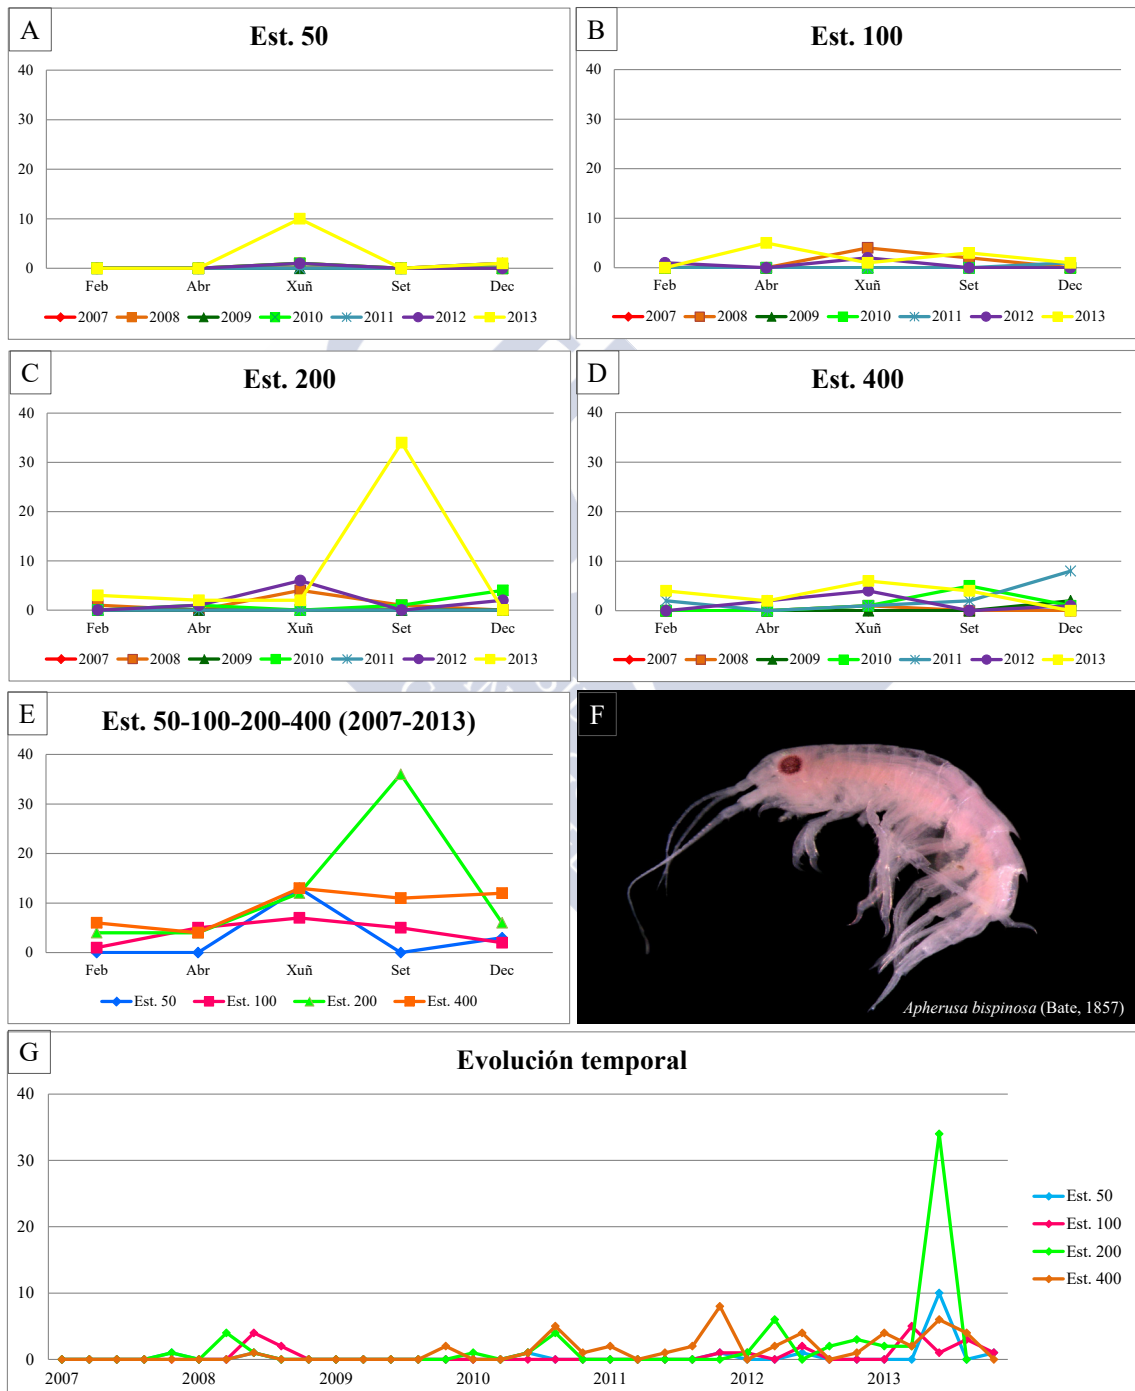 A
Est. 50
40
30
20
10
0
Feb Abr Xuñ Set Dec
2007 2008 2009 2010 2011 2012 2013
B
Est. 100
40
30
20
10
0
Feb Abr Xuñ Set Dec
2007 2008 2009 2010 2011 2012 2013
C
Est. 200
40
30
20
10
0
Feb Abr Xuñ Set Dec
2007 2008 2009 2010 2011 2012 2013
D
Est. 400
40
30
20
10
0
Feb Abr Xuñ Set Dec
2007 2008 2009 2010 2011 2012 2013
E
Est. 50-100-200-400 (2007-2013)
40
30
20
10
0
Feb Abr Xuñ Set Dec
Est. 50 Est. 100 Est. 200 Est. 400
F
Apherusa bispinosa (Bate, 1857)
G
Evolución temporal
40
30
20
10
0
2007 2008 2009 2010 2011 2012 2013
Est. 50
Est. 100
Est. 200
Est. 400